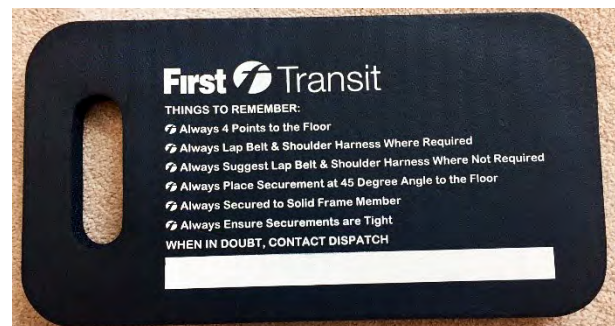 First Transit
THINGS TO REMEMBER:
Always 4 Points to the Floor
Always Lap Belt & Shoulder Harness Where Required
Always Suggest Lap Belt & Shoulder Harness Where Not Required
Always Place Securement at 45 Degree Angle to the Floor
Always Secured to Solid Frame Member
Always Ensure Securements are Tight
WHEN IN DOUBT, CONTACT DISPATCH